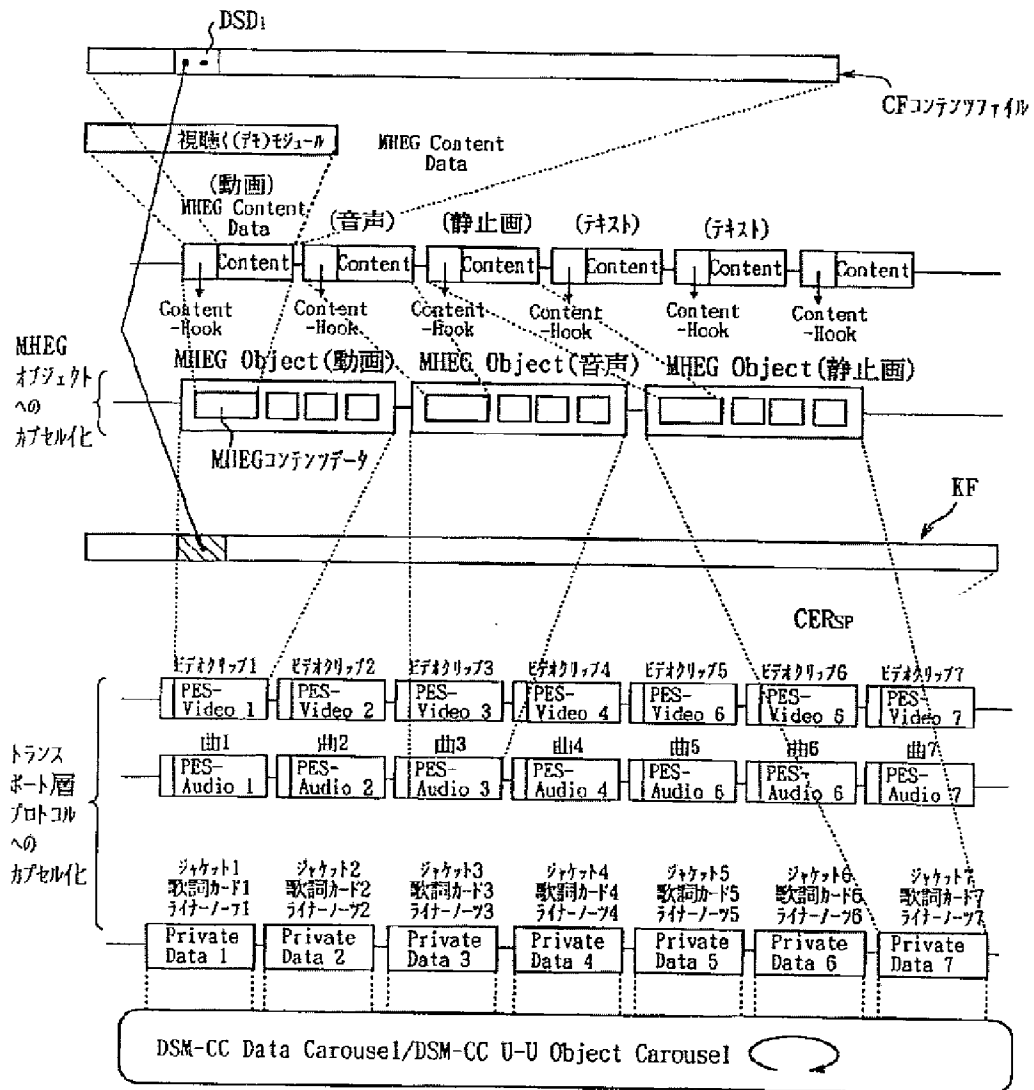 DSD1
CFコンテンツファイル
視聴く(デモ)モジュール
MHEG Content
Data
(動画)
MHEG Content
Data
(音声)
(静止画)
(テキスト)
(テキスト)
Content
Content
Content
Content
Content
Content
Content
-Hook
Content
-Hook
Content
-Hook
Content
-Hook
Content
-Hook
Content
-Hook
MHEG
オブジェクト
への
カプセルイヒ
MHEG Object(動画)
MHEG Object(音声)
MHEG Object(静止画)
MHEGコンテンツデータ
KF
CERSP
トランス
ポート層
プロトコル
への
カプセルイヒ
ビデオクリップ1
ビデオクリップ2
ビデオクリップ3
ビデオクリップ4
ビデオクリップ5
ビデオクリップ6
ビデオクリップ7
PES-
Video 1
PES-
Video 2
PES-
Video 3
PES-
Video 4
PES-
Video 6
PES-
Video 6
PES-
Video 7
曲1
曲2
曲3
曲4
曲5
曲6
曲7
PES-
Audio 1
PES-
Audio 2
PES-
Audio 3
PES-
Audio 4
PES-
Audio 6
PES-
Audio 6
PES-
Audio 7
ジャケット1
歌詞カード1
ライナーノーツ1
ジャケット2
歌詞カード2
ライナーノーツ2
ジャケット3
歌詞カード3
ライナーノーツ3
ジャケット4
歌詞カード4
ライナーノーツ4
ジャケット5
歌詞カード5
ライナーノーツ5
ジャケット6
歌詞カード6
ライナーノーツ6
ジャケット7
歌詞カード7
ライナーノーツ7
Private
Data 1
Private
Data 2
Private
Data 3
Private
Data 4
Private
Data 5
Private
Data 6
Private
Data 7
DSM-CC Data Carousel/DSM-CC U-U Object Carousel